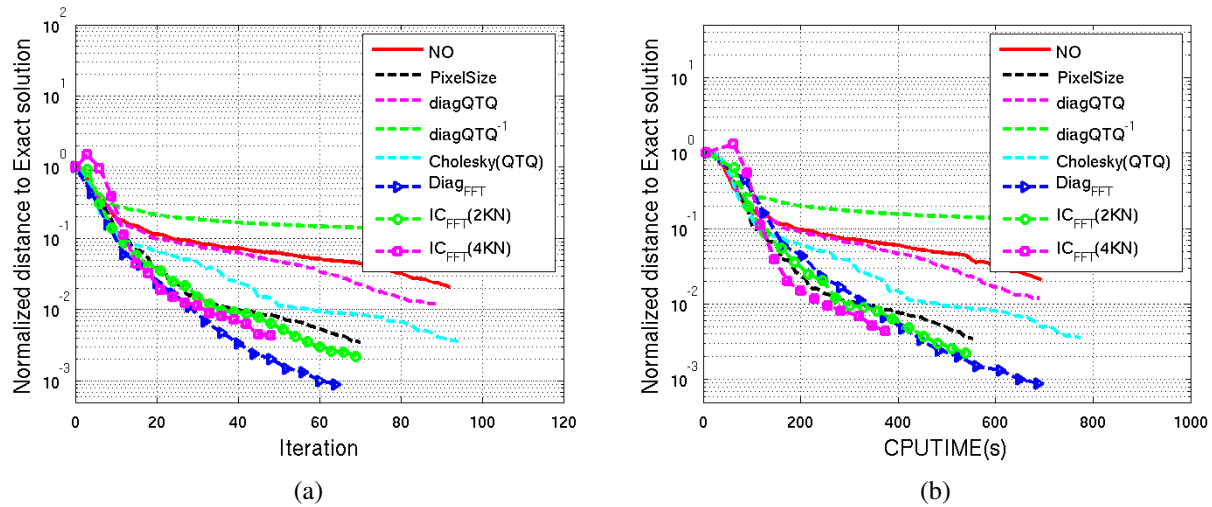 Normalized distance to Exact solution
10^2
10^1
10^0
10^-1
10^-2
10^-3
0 20 40 60 80 100 120
Iteration
NO
PixelSize
diagQTQ
diagQTQ^-1
Cholesky(QTQ)
Diag_FFT
IC_FFT(2KN)
IC_FFT(4KN)
(a)
Normalized distance to Exact solution
10^1
10^0
10^-1
10^-2
10^-3
0 200 400 600 800 1000
CPUTIME(s)
NO
PixelSize
diagQTQ
diagQTQ^-1
Cholesky(QTQ)
Diag_FFT
IC_FFT(2KN)
IC_FFT(4KN)
(b)